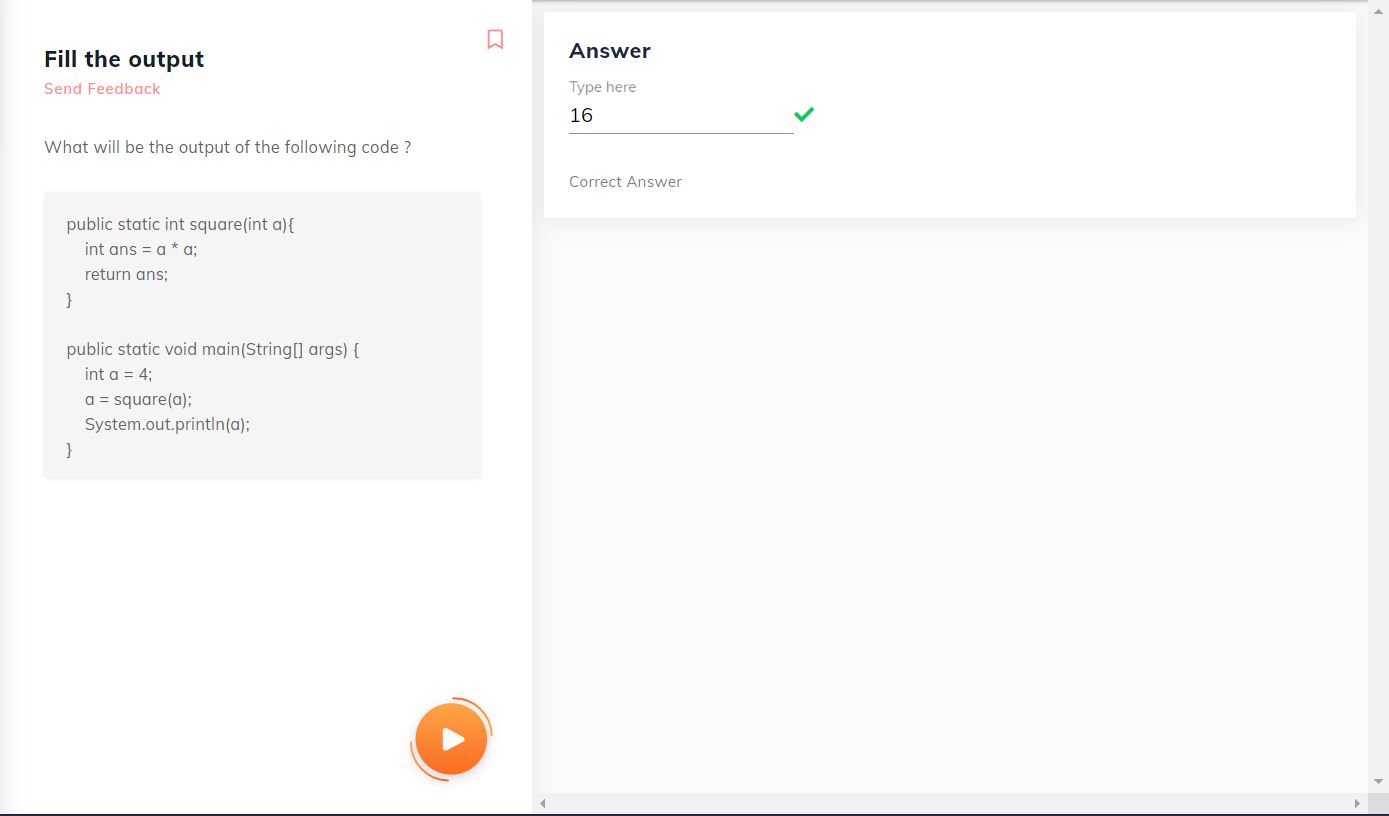 Fill the output
Send Feedback
What will be the output of the following code ?
public static int square(int a){
    int ans = a * a;
    return ans;
}

public static void main(String[] args) {
    int a = 4;
    a = square(a);
    System.out.println(a);
}
Answer
Type here
16
Correct Answer